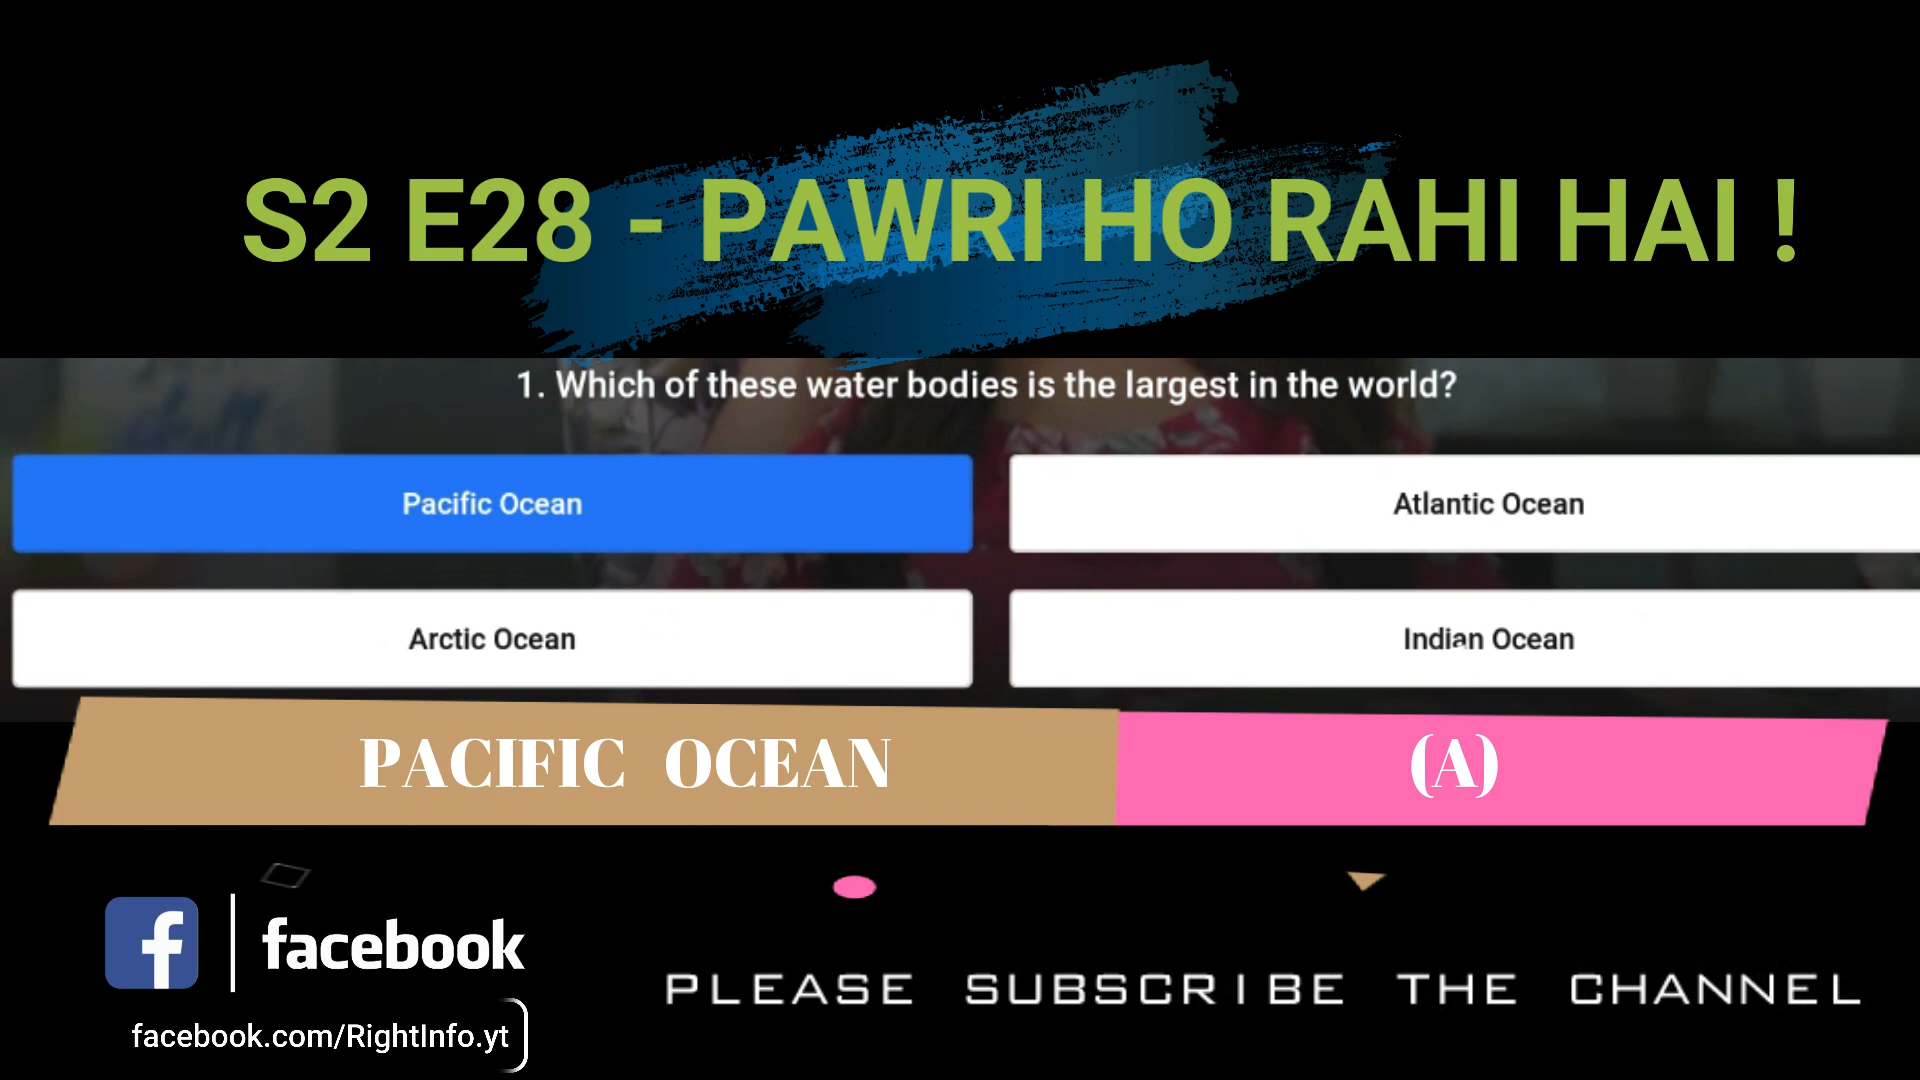 S2 E28 - PAWRI HO RAHI HAI !
1. Which of these water bodies is the largest in the world?
Pacific Ocean
Atlantic Ocean
Arctic Ocean
Indian Ocean
PACIFIC OCEAN
(A)
facebook
PLEASE SUBSCRIBE THE CHANNEL
facebook.com/RightInfo.yt